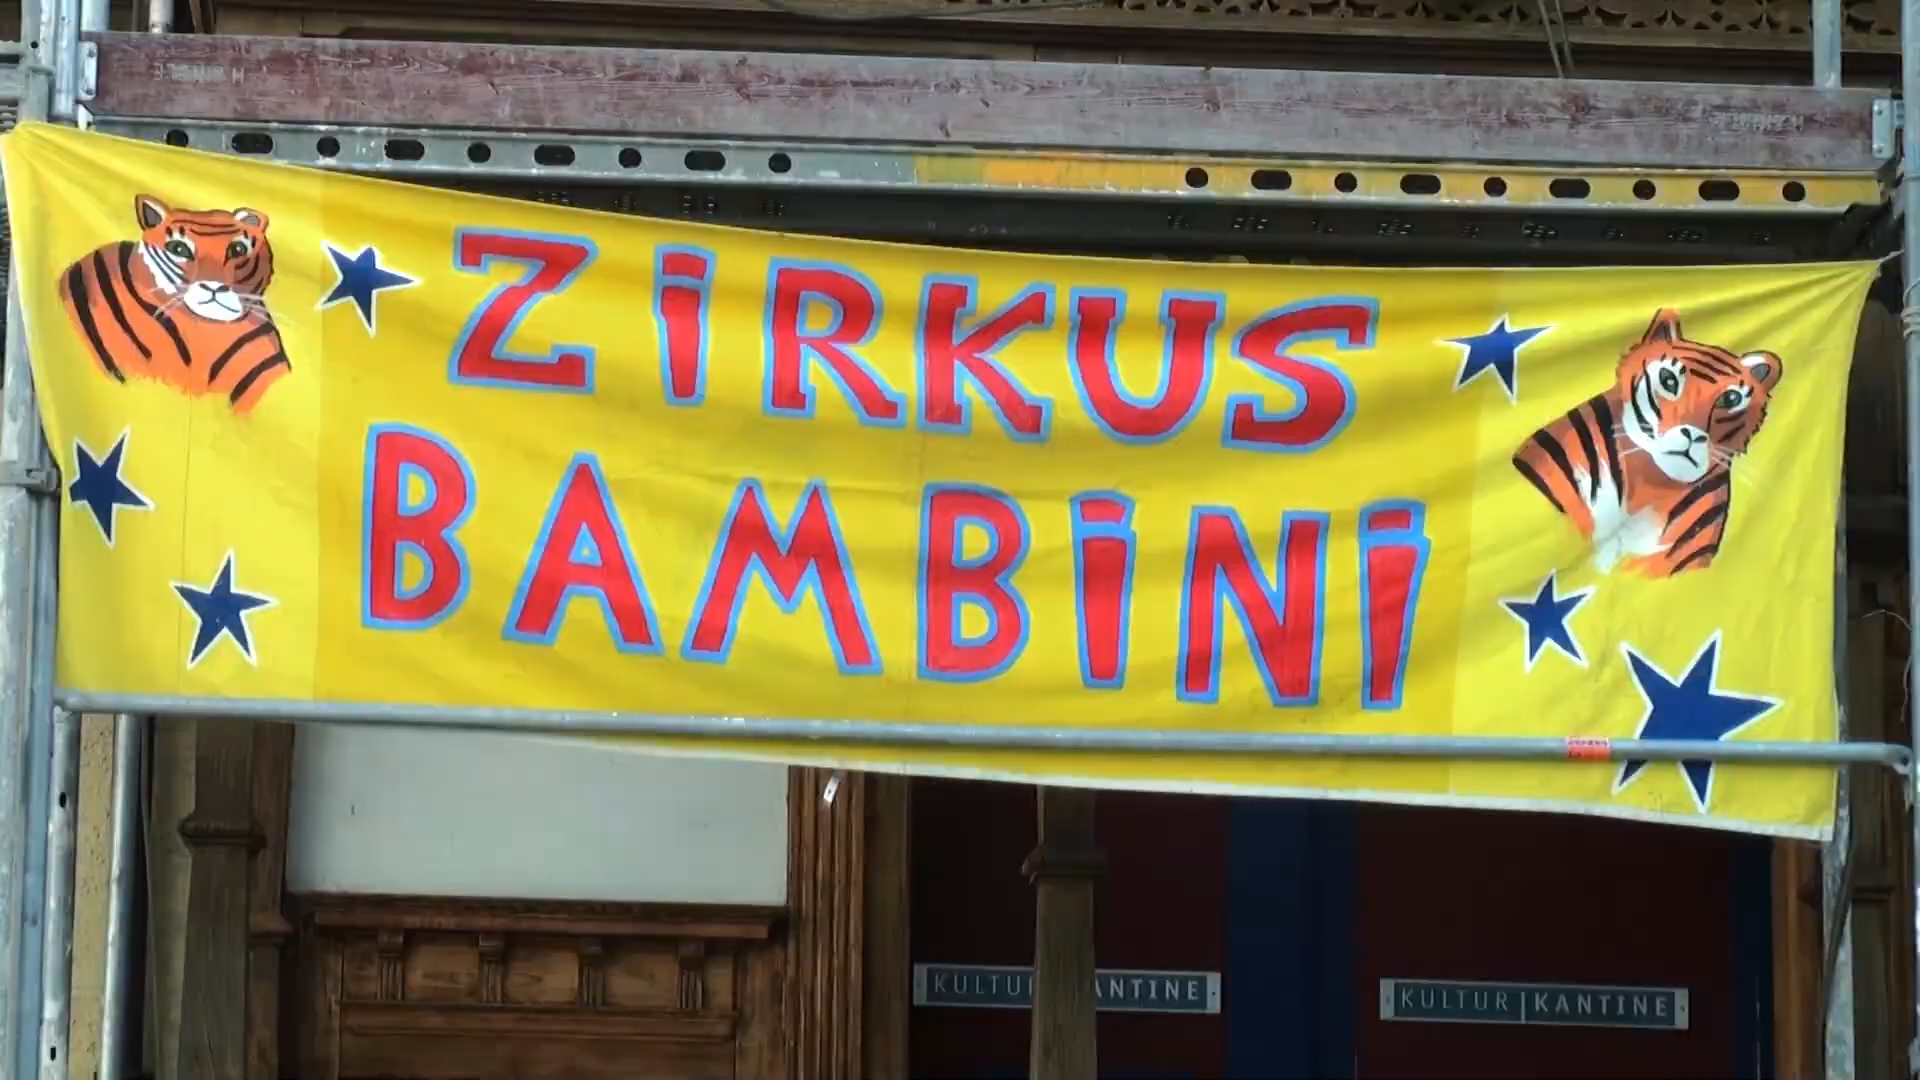 ZIRKUS
BAMBINI
KULTUR KANTINE
KULTUR | KANTINE